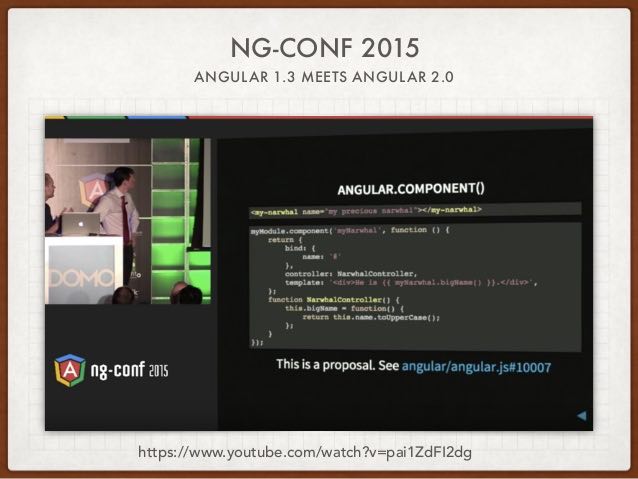 NG-CONF 2015
ANGULAR 1.3 MEETS ANGULAR 2.0
ANGULAR.COMPONENT()
<my-narwhal name="my precious narwhal"></my-narwhal>
myModule.component('myNarwhal', function () {
return {
bind: {
name: '@'
},
controller: NarwhalController,
template: '<div>He is {{ myNarwhal.bigName() }}.</div>',
};
function NarwhalController() {
this.bigName = function() {
return this.name.toUpperCase();
};
}
});
This is a proposal. See angular/angular.js#10007
DOMO
A ng-conf 2015
https://www.youtube.com/watch?v=pai1ZdFI2dg